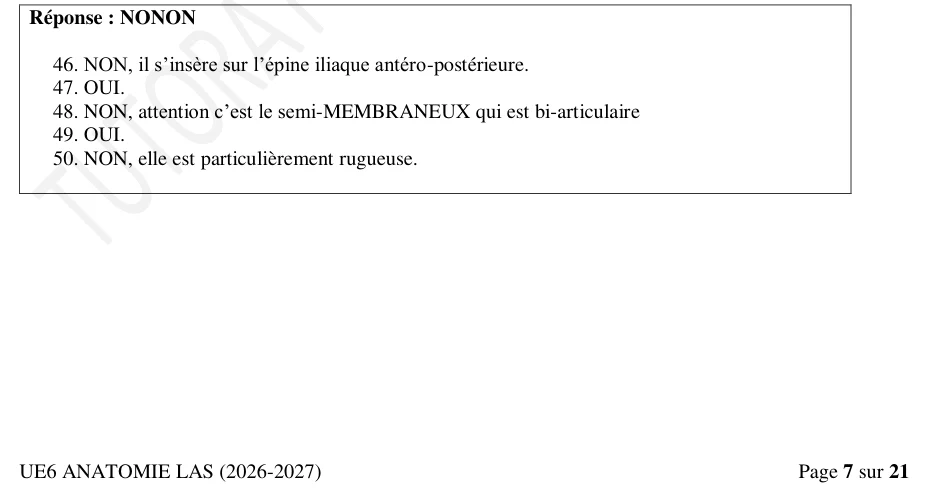 Réponse : NONON
46. NON, il s’insère sur l’épine iliaque antéro-postérieure.
47. OUI.
48. NON, attention c’est le semi-MEMBRANEUX qui est bi-articulaire
49. OUI.
50. NON, elle est particulièrement rugueuse.
TUTORAT
UE6 ANATOMIE LAS (2026-2027)
Page 7 sur 21